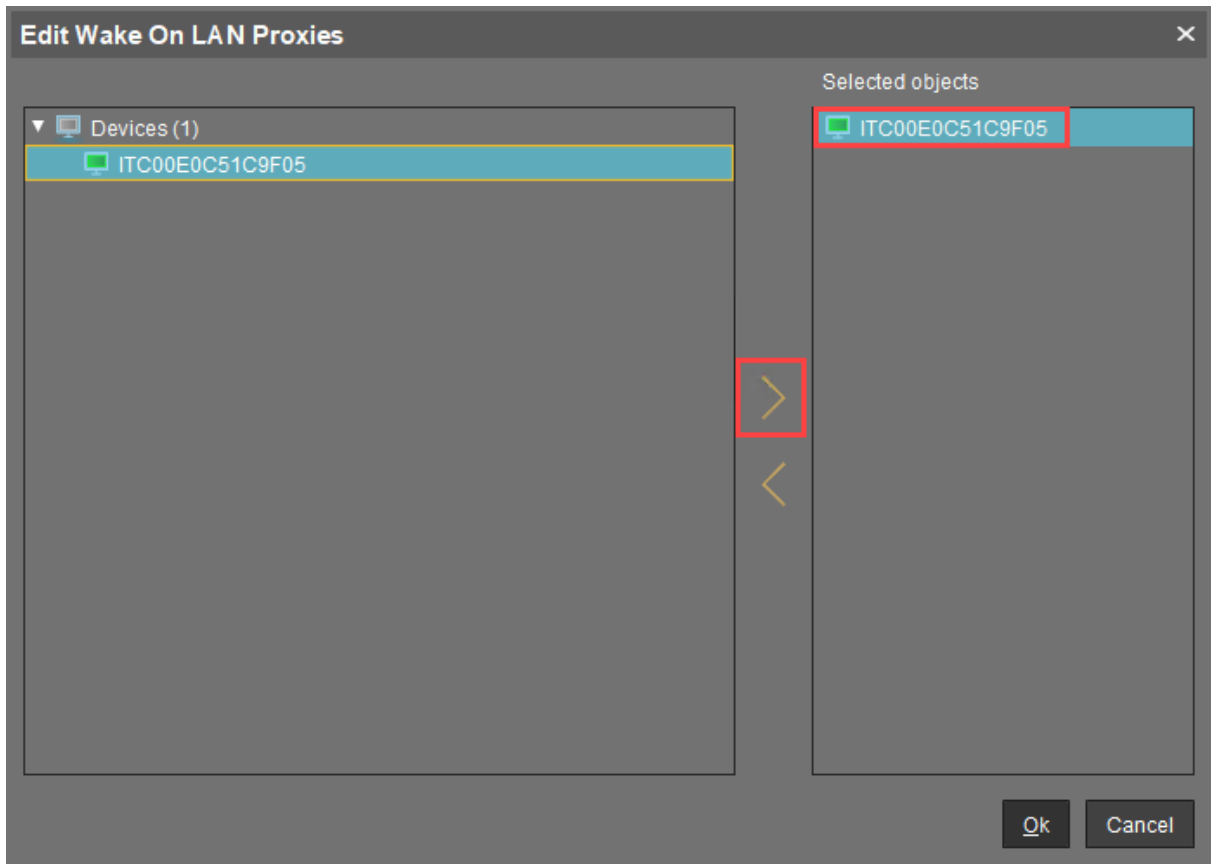 Edit Wake On LAN Proxies
Selected objects
Devices (1)
ITC00E0C51C9F05
ITC00E0C51C9F05
Ok
Cancel